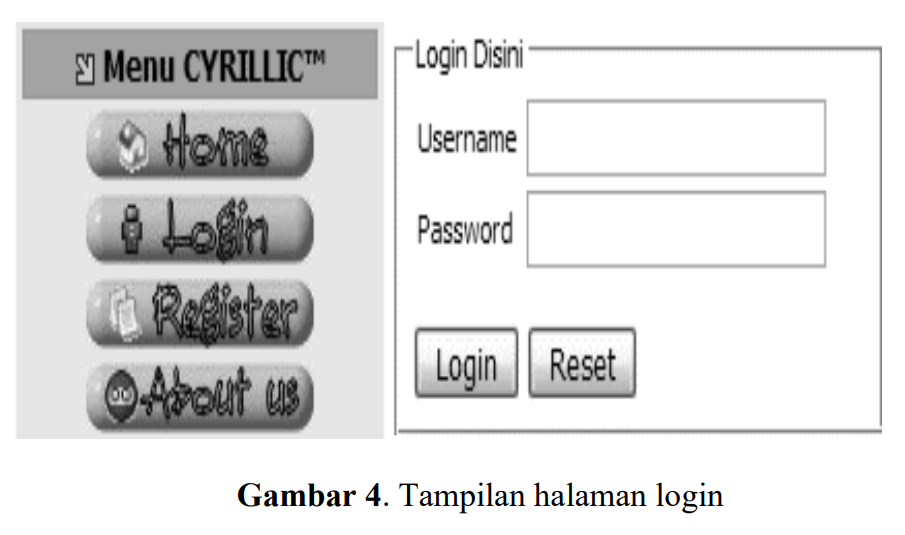 Menu CYRILLIC™
Home
Login
Register
About us
Login Disini
Username
Password
Login Reset
Gambar 4. Tampilan halaman login